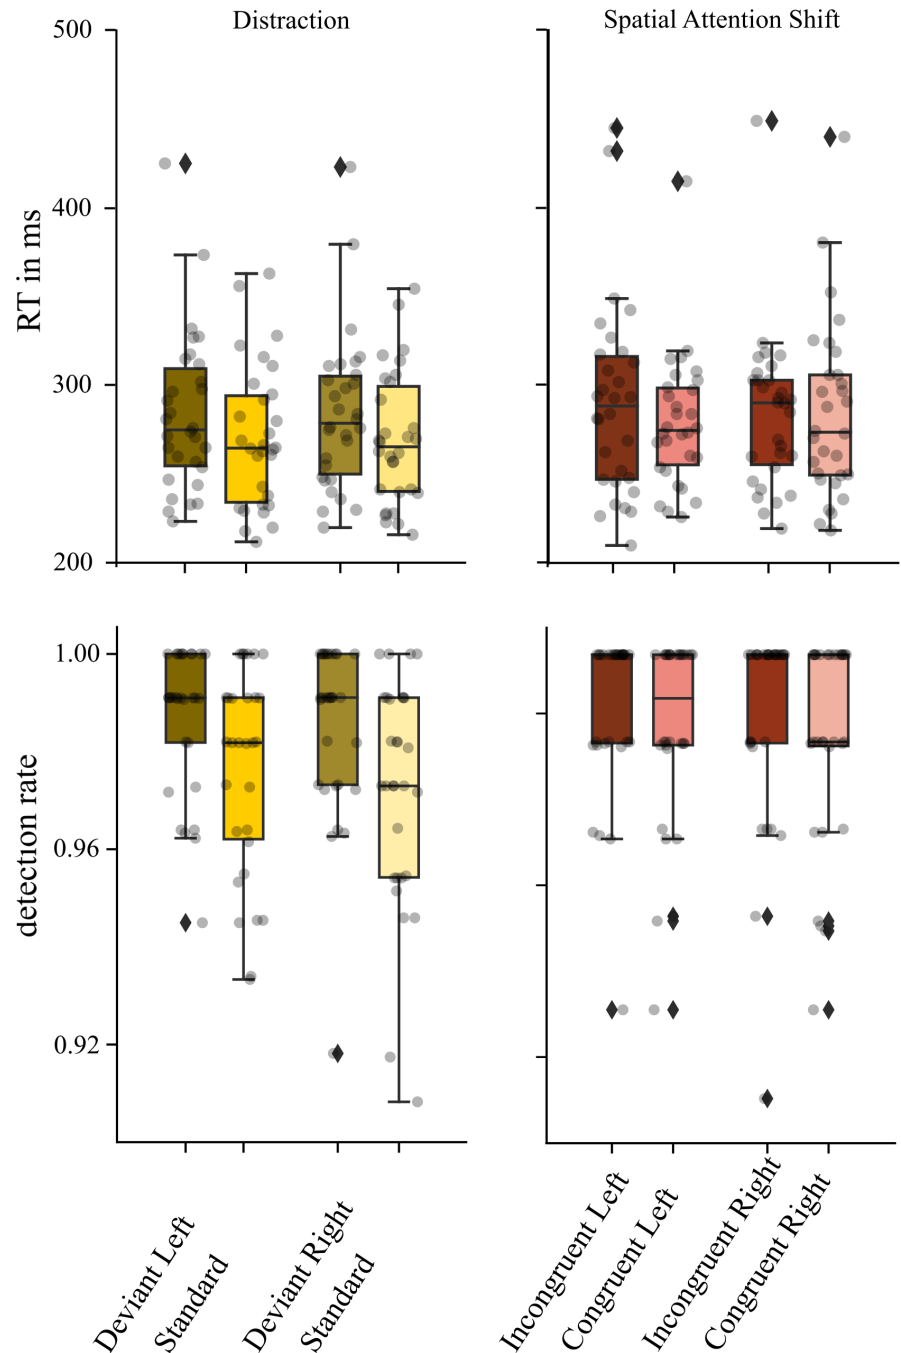 Distraction
Spatial Attention Shift
500
400
300
200
RT in ms
1.00
0.96
0.92
detection rate
Deviant Left
Standard
Deviant Right
Standard
Incongruent Left
Congruent Left
Incongruent Right
Congruent Right